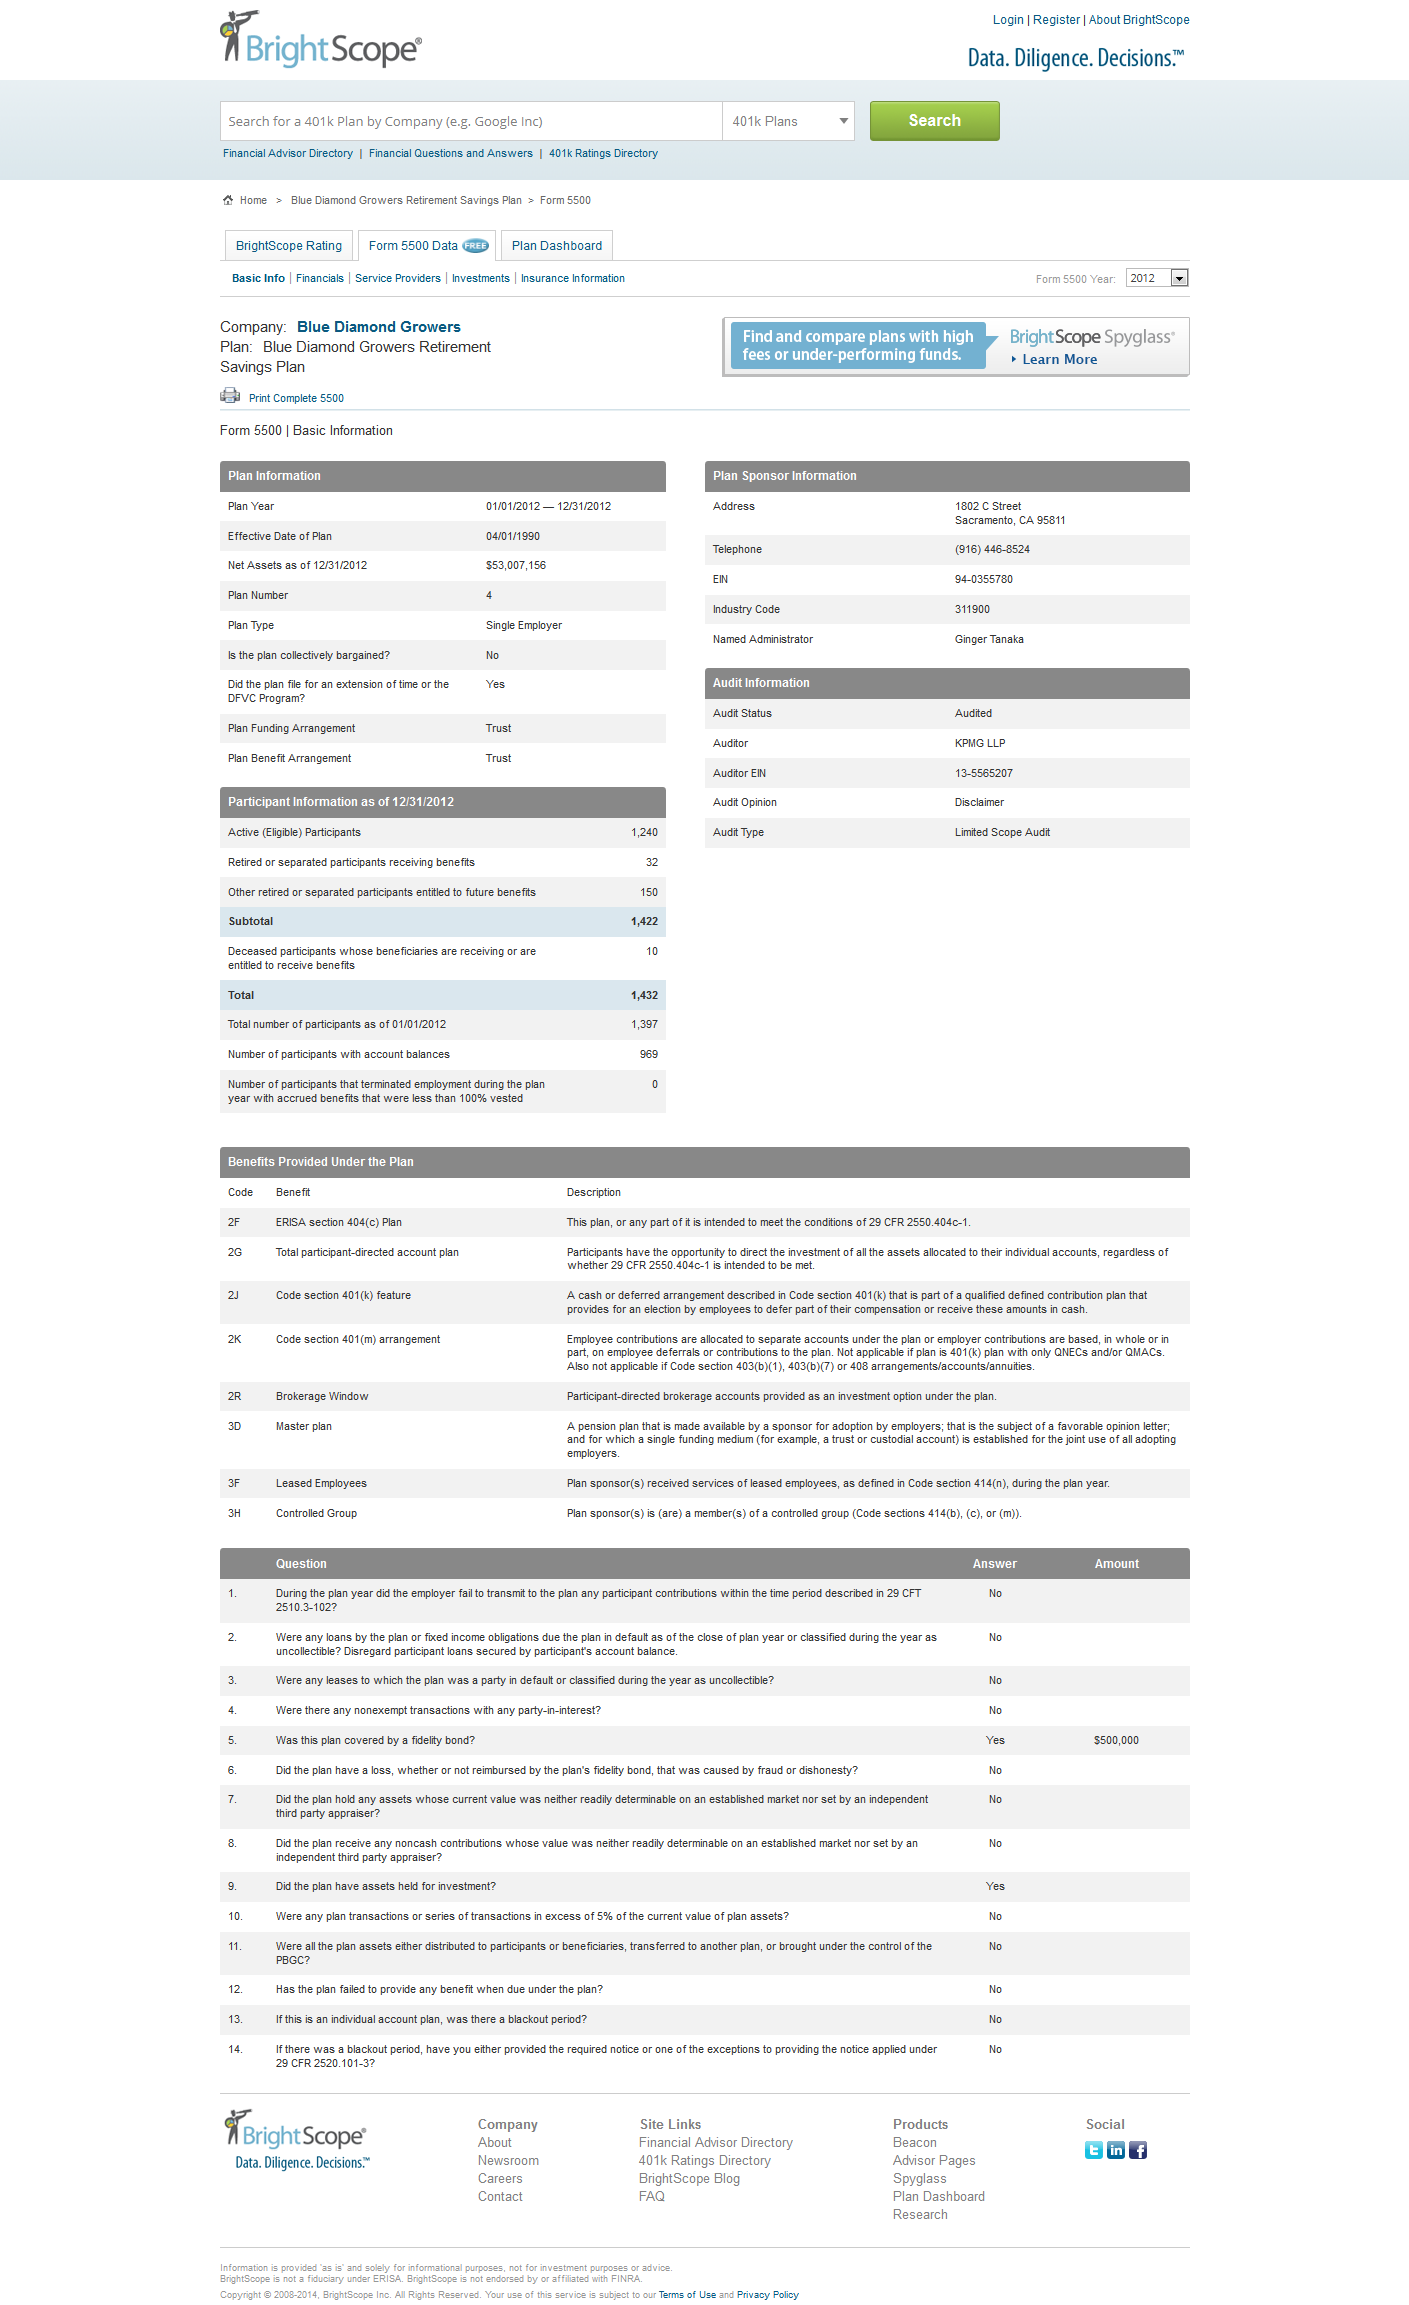 BrightScope®
Login | Register | About BrightScope
Data. Diligence. Decisions.™
Search for a 401k Plan by Company (e.g. Google Inc)
401k Plans
Search
Financial Advisor Directory | Financial Questions and Answers | 401k Ratings Directory
Home > Blue Diamond Growers Retirement Savings Plan > Form 5500
BrightScope Rating
Form 5500 Data FREE
Plan Dashboard
Basic Info | Financials | Service Providers | Investments | Insurance Information
Form 5500 Year: 2012
Company: Blue Diamond Growers
Plan: Blue Diamond Growers Retirement
Savings Plan
Find and compare plans with high
fees or under-performing funds.
BrightScope Spyglass®
Learn More
Print Complete 5500
Form 5500 | Basic Information
Plan Information
Plan Year 01/01/2012 — 12/31/2012
Effective Date of Plan 04/01/1990
Net Assets as of 12/31/2012 $53,007,156
Plan Number 4
Plan Type Single Employer
Is the plan collectively bargained? No
Did the plan file for an extension of time or the Yes
DFVC Program?
Plan Funding Arrangement Trust
Plan Benefit Arrangement Trust
Participant Information as of 12/31/2012
Active (Eligible) Participants 1,240
Retired or separated participants receiving benefits 32
Other retired or separated participants entitled to future benefits 150
Subtotal 1,422
Deceased participants whose beneficiaries are receiving or are 10
entitled to receive benefits
Total 1,432
Total number of participants as of 01/01/2012 1,397
Number of participants with account balances 969
Number of participants that terminated employment during the plan 0
year with accrued benefits that were less than 100% vested
Plan Sponsor Information
Address 1802 C Street
Sacramento, CA 95811
Telephone (916) 446-8524
EIN 94-0355780
Industry Code 311900
Named Administrator Ginger Tanaka
Audit Information
Audit Status Audited
Auditor KPMG LLP
Auditor EIN 13-5565207
Audit Opinion Disclaimer
Audit Type Limited Scope Audit
Benefits Provided Under the Plan
Code Benefit Description
2F ERISA section 404(c) Plan This plan, or any part of it is intended to meet the conditions of 29 CFR 2550.404c-1.
2G Total participant-directed account plan Participants have the opportunity to direct the investment of all the assets allocated to their individual accounts, regardless of
whether 29 CFR 2550.404c-1 is intended to be met.
2J Code section 401(k) feature A cash or deferred arrangement described in Code section 401(k) that is part of a qualified defined contribution plan that
provides for an election by employees to defer part of their compensation or receive these amounts in cash.
2K Code section 401(m) arrangement Employee contributions are allocated to separate accounts under the plan or employer contributions are based, in whole or in
part, on employee deferrals or contributions to the plan. Not applicable if plan is 401(k) plan with only QNECs and/or QMACs.
Also not applicable if Code section 403(b)(1), 403(b)(7) or 408 arrangements/accounts/annuities.
2R Brokerage Window Participant-directed brokerage accounts provided as an investment option under the plan.
3D Master plan A pension plan that is made available by a sponsor for adoption by employers; that is the subject of a favorable opinion letter;
and for which a single funding medium (for example, a trust or custodial account) is established for the joint use of all adopting
employers.
3F Leased Employees Plan sponsor(s) received services of leased employees, as defined in Code section 414(n), during the plan year.
3H Controlled Group Plan sponsor(s) is (are) a member(s) of a controlled group (Code sections 414(b), (c), or (m)).
Question Answer Amount
1. During the plan year did the employer fail to transmit to the plan any participant contributions within the time period described in 29 CFT No
2510.3-102?
2. Were any loans by the plan or fixed income obligations due the plan in default as of the close of plan year or classified during the year as No
uncollectible? Disregard participant loans secured by participant's account balance.
3. Were any leases to which the plan was a party in default or classified during the year as uncollectible? No
4. Were there any nonexempt transactions with any party-in-interest? No
5. Was this plan covered by a fidelity bond? Yes $500,000
6. Did the plan have a loss, whether or not reimbursed by the plan's fidelity bond, that was caused by fraud or dishonesty? No
7. Did the plan hold any assets whose current value was neither readily determinable on an established market nor set by an independent No
third party appraiser?
8. Did the plan receive any noncash contributions whose value was neither readily determinable on an established market nor set by an No
independent third party appraiser?
9. Did the plan have assets held for investment? Yes
10. Were any plan transactions or series of transactions in excess of 5% of the current value of plan assets? No
11. Were all the plan assets either distributed to participants or beneficiaries, transferred to another plan, or brought under the control of the No
PBGC?
12. Has the plan failed to provide any benefit when due under the plan? No
13. If this is an individual account plan, was there a blackout period? No
14. If there was a blackout period, have you either provided the required notice or one of the exceptions to providing the notice applied under No
29 CFR 2520.101-3?
BrightScope®
Data. Diligence. Decisions.™
Company
About
Newsroom
Careers
Contact
Site Links
Financial Advisor Directory
401k Ratings Directory
BrightScope Blog
FAQ
Products
Beacon
Advisor Pages
Spyglass
Plan Dashboard
Research
Social
Information is provided 'as is' and solely for informational purposes, not for investment purposes or advice.
BrightScope is not a fiduciary under ERISA. BrightScope is not endorsed by or affiliated with FINRA.
Copyright © 2008-2014, BrightScope Inc. All Rights Reserved. Your use of this service is subject to our Terms of Use and Privacy Policy